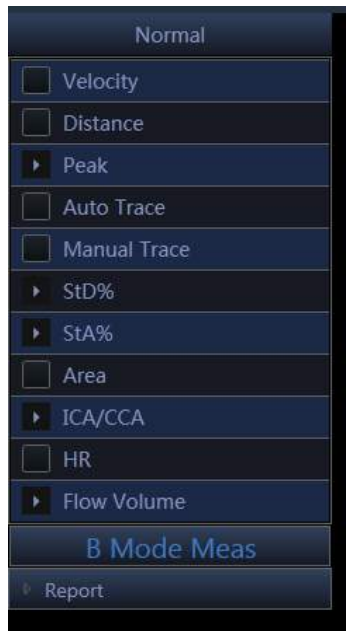 Normal
Velocity
Distance
Peak
Auto Trace
Manual Trace
StD%
StA%
Area
ICA/CCA
HR
Flow Volume
B Mode Meas
Report